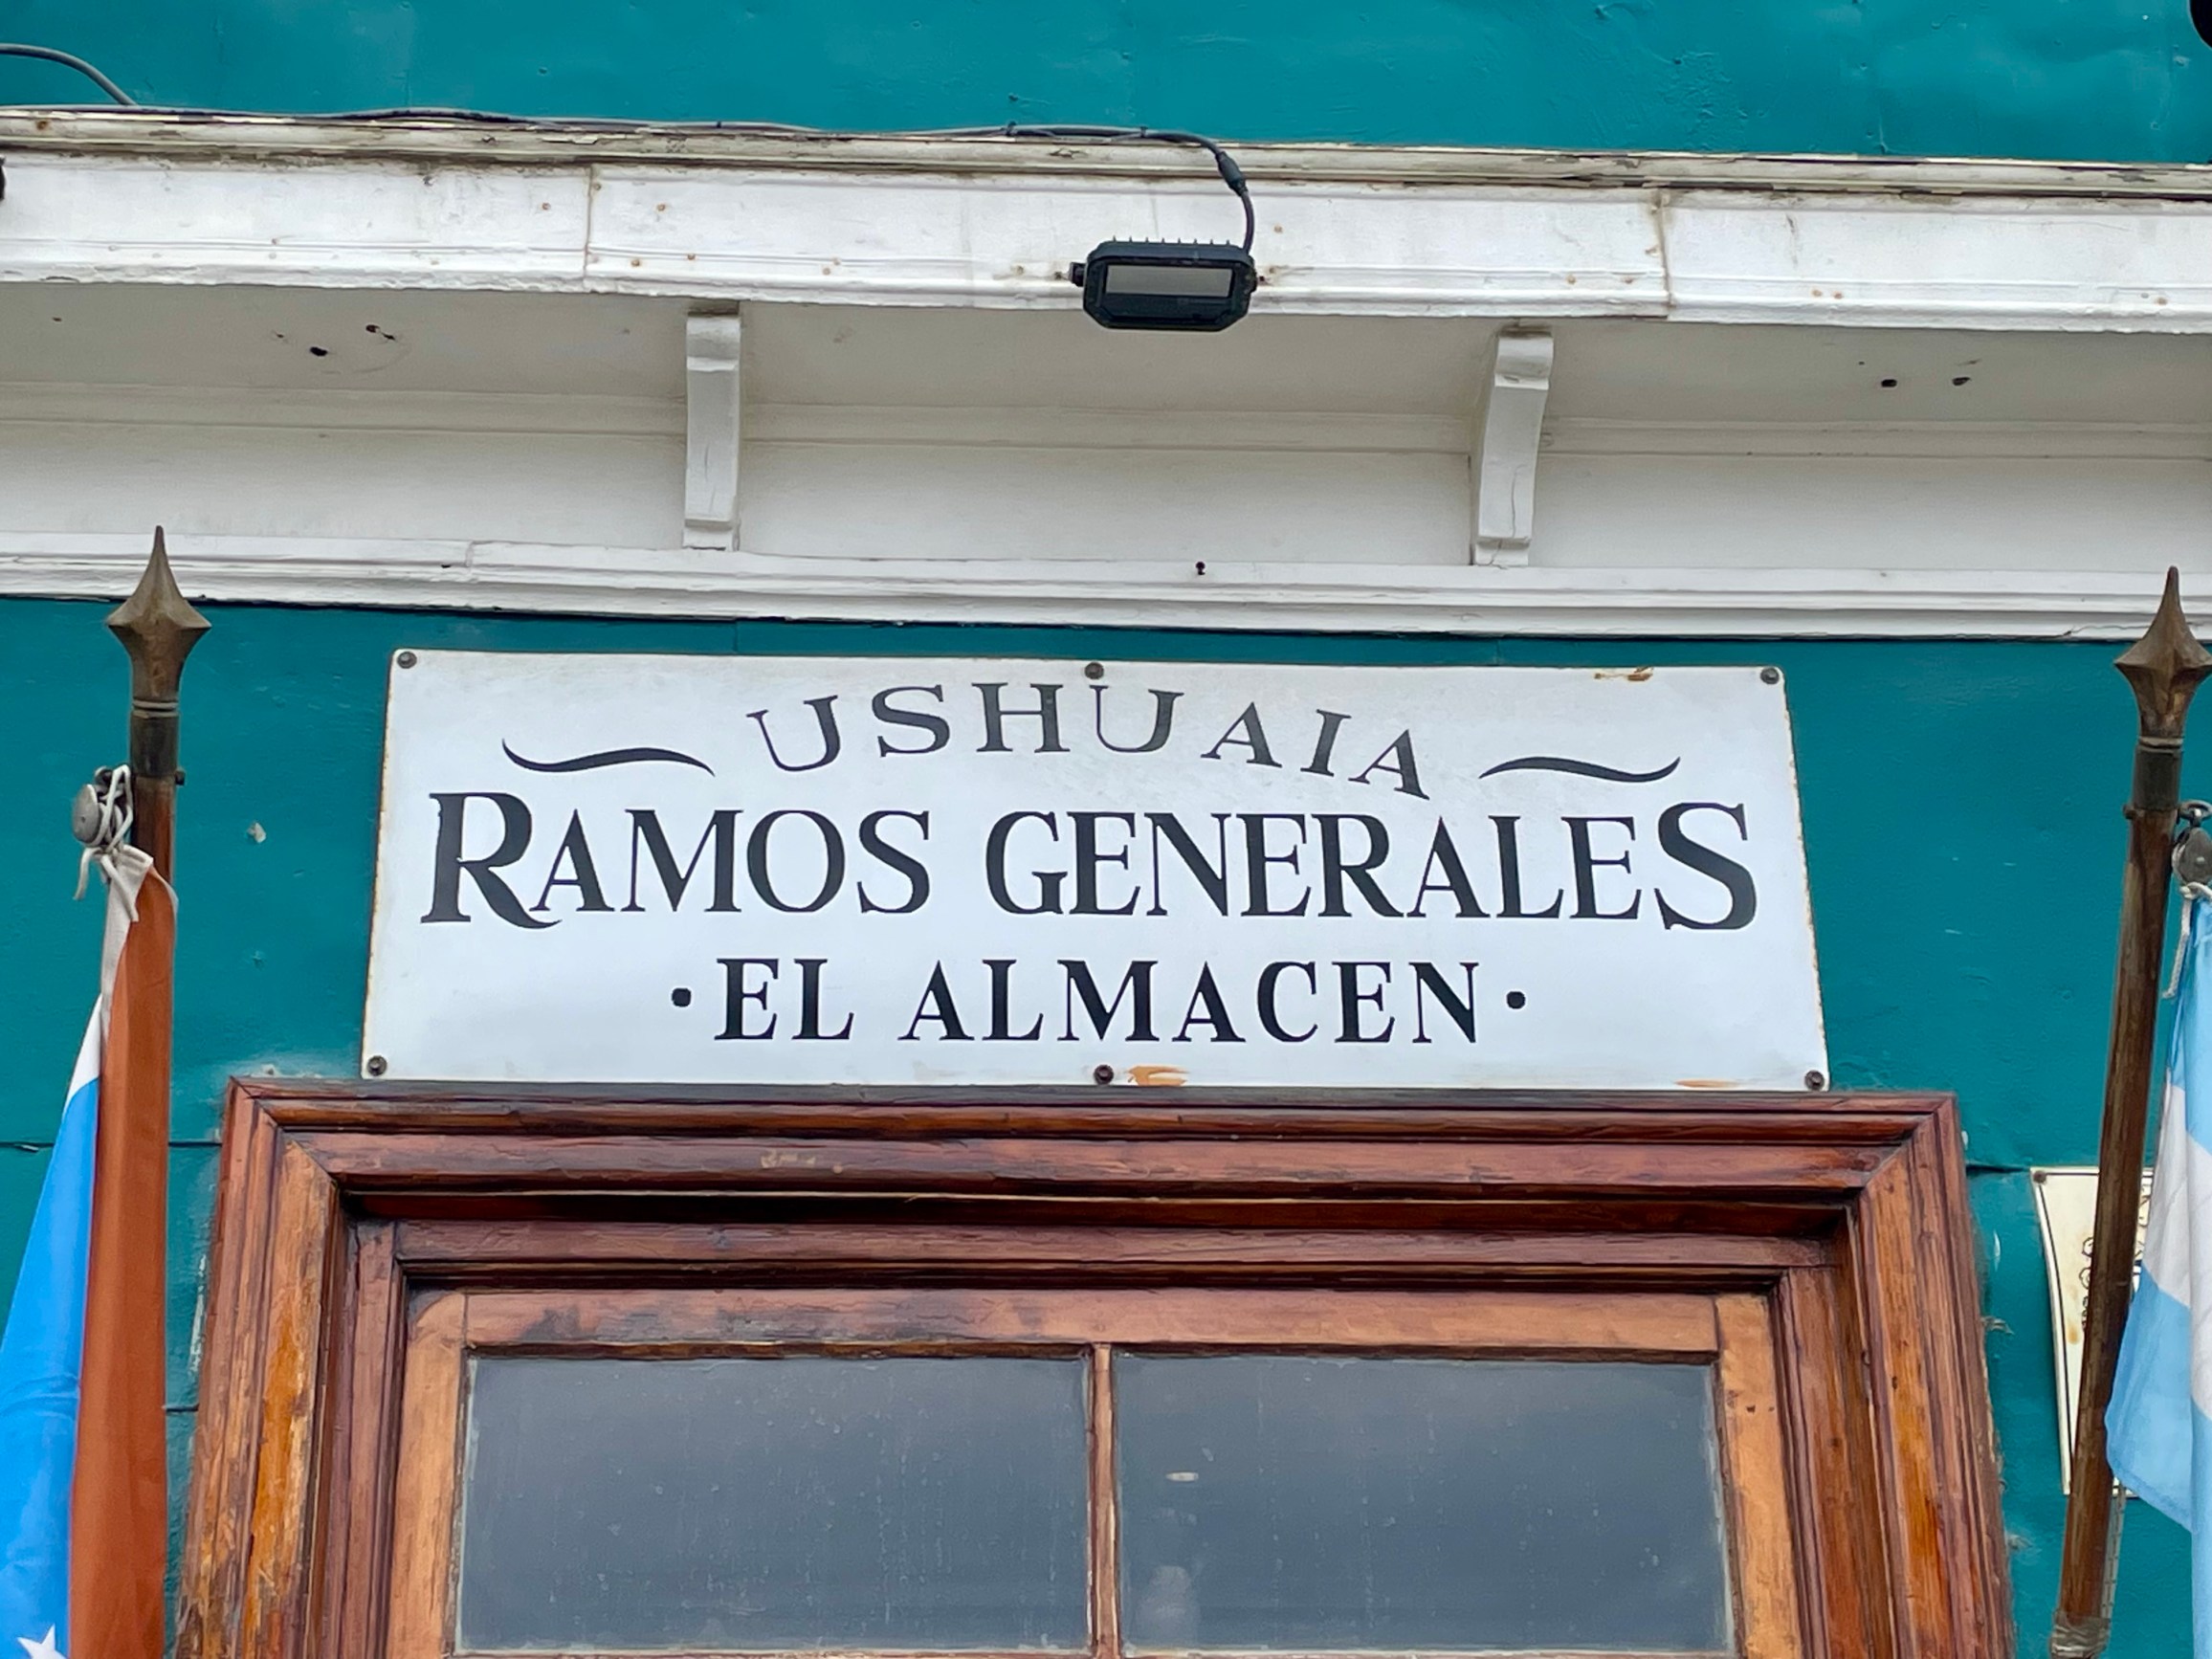 USHUAIA
RAMOS GENERALES
· EL ALMACEN ·